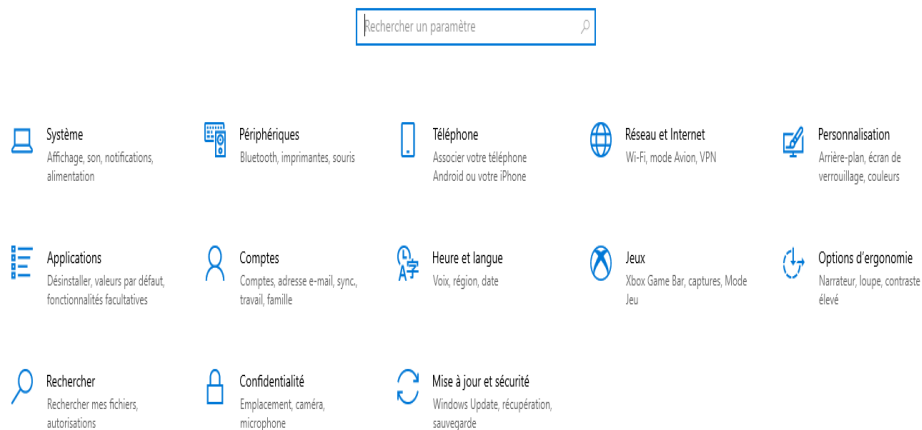 Rechercher un paramètre
Système
Affichage, son, notifications,
alimentation
Périphériques
Bluetooth, imprimantes, souris
Téléphone
Associer votre téléphone
Android ou votre iPhone
Réseau et Internet
Wi-Fi, mode Avion, VPN
Personnalisation
Arrière-plan, écran de
verrouillage, couleurs
Applications
Désinstaller, valeurs par défaut,
fonctionnalités facultatives
Comptes
Comptes, adresse e-mail, sync.,
travail, famille
Heure et langue
Voix, région, date
Jeux
Xbox Game Bar, captures, Mode
Jeu
Options d'ergonomie
Narrateur, loupe, contraste
élevé
Rechercher
Rechercher mes fichiers,
autorisations
Confidentialité
Emplacement, caméra,
microphone
Mise à jour et sécurité
Windows Update, récupération,
sauvegarde